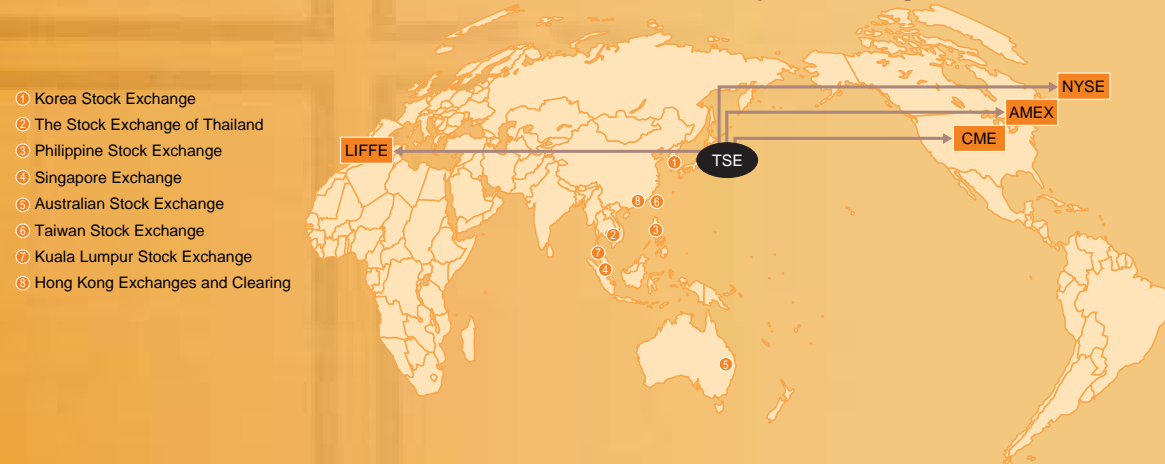 ① Korea Stock Exchange
② The Stock Exchange of Thailand
③ Philippine Stock Exchange
④ Singapore Exchange
⑤ Australian Stock Exchange
⑥ Taiwan Stock Exchange
⑦ Kuala Lumpur Stock Exchange
⑧ Hong Kong Exchanges and Clearing
NYSE
AMEX
CME
LIFFE
TSE
①
⑧ ⑥
② ③
⑦
④
⑤